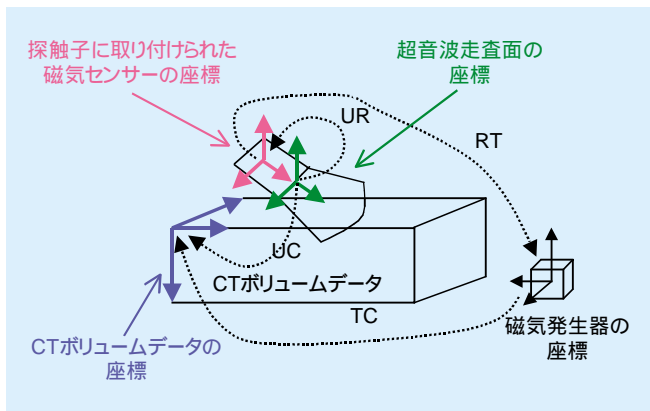 探触子に取り付けられた
磁気センサーの座標
超音波走査面の
座標
UR
RT
UC
CTボリュームデータ
TC
CTボリュームデータの
座標
磁気発生器の
座標